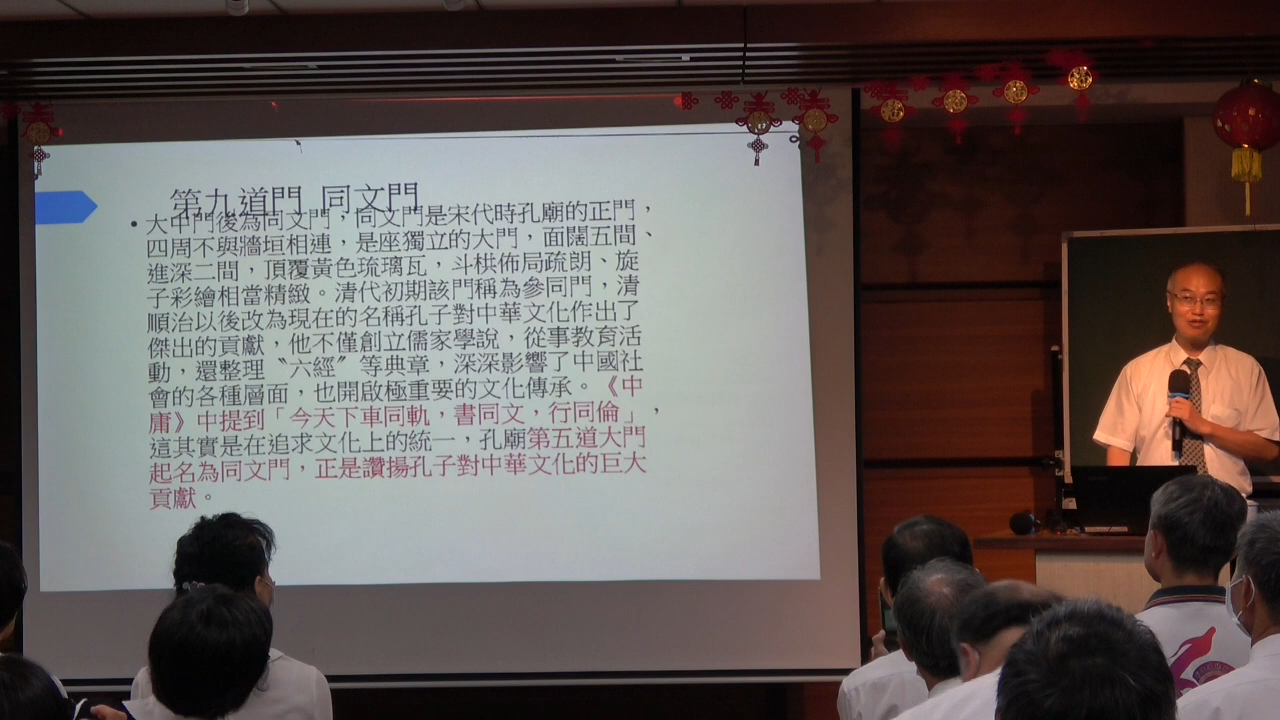 第九道門 同文門
• 大中門後為同文門，同文門是宋代時孔廟的正門，
四周不與牆垣相連，是座獨立的大門，面闊五間、
進深二間，頂覆黃色琉璃瓦，斗栱佈局疏朗、旋
子彩繪相當精緻。清代初期該門稱為參同門，清
順治以後改為現在的名稱孔子對中華文化作出了
傑出的貢獻，他不僅創立儒家學說，從事教育活
動，還整理〝六經〞等典章，深深影響了中國社
會的各種層面，也開啟極重要的文化傳承。《中
庸》中提到「今天下車同軌，書同文，行同倫」，
這其實是在追求文化上的統一，孔廟第五道大門
起名為同文門，正是讚揚孔子對中華文化的巨大
貢獻。